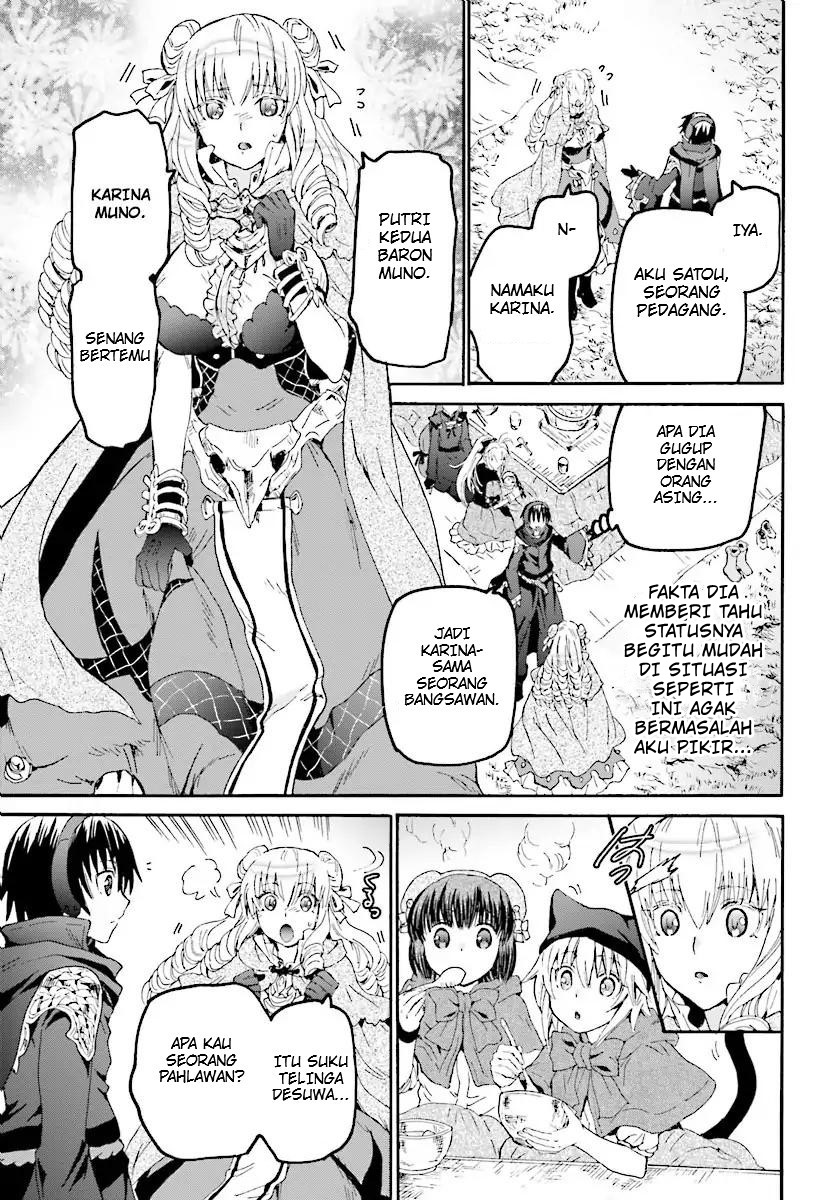 IYA.
AKU SATOU,
SEORANG
PEDAGANG.
N-
NAMAKU
KARINA.
PUTRI
KEDUA
BARON
MUNO.
KARINA
MUNO.
SENANG
BERTEMU
APA DIA
GUGUP
DENGAN
ORANG
ASING...
FAKTA DIA
MEMBERI TAHU
STATUSNYA
BEGITU MUDAH
DI SITUASI
SEPERTI
INI AGAK
BERMASALAH
AKU PIKIR...
JADI
KARINA-
SAMA
SEORANG
BANGSAWAN.
はっ
ITU SUKU
TELINGA
DESUWA...
APA KAU
SEORANG
PAHLAWAN?